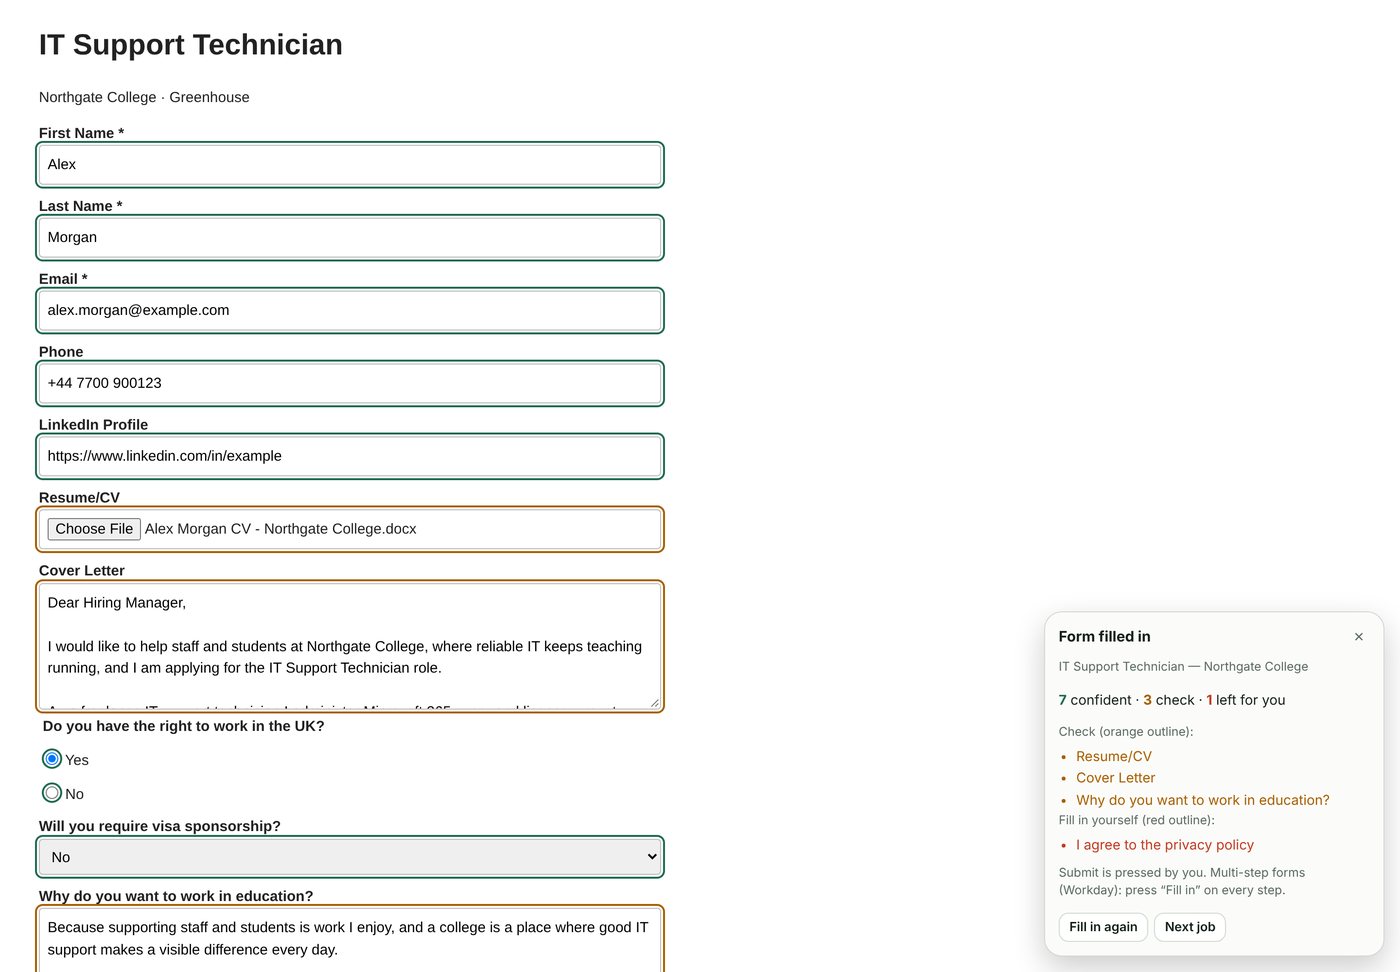 IT Support Technician
Northgate College · Greenhouse
First Name *
Alex
Last Name *
Morgan
Email *
alex.morgan@example.com
Phone
+44 7700 900123
LinkedIn Profile
https://www.linkedin.com/in/example
Resume/CV
Choose File Alex Morgan CV - Northgate College.docx
Cover Letter
Dear Hiring Manager,
I would like to help staff and students at Northgate College, where reliable IT keeps teaching
running, and I am applying for the IT Support Technician role.
Do you have the right to work in the UK?
Yes
No
Will you require visa sponsorship?
No
Why do you want to work in education?
Because supporting staff and students is work I enjoy, and a college is a place where good IT
support makes a visible difference every day.
Form filled in
×
IT Support Technician — Northgate College
7 confident · 3 check · 1 left for you
Check (orange outline):
• Resume/CV
• Cover Letter
• Why do you want to work in education?
Fill in yourself (red outline):
• I agree to the privacy policy
Submit is pressed by you. Multi-step forms
(Workday): press “Fill in” on every step.
Fill in again Next job